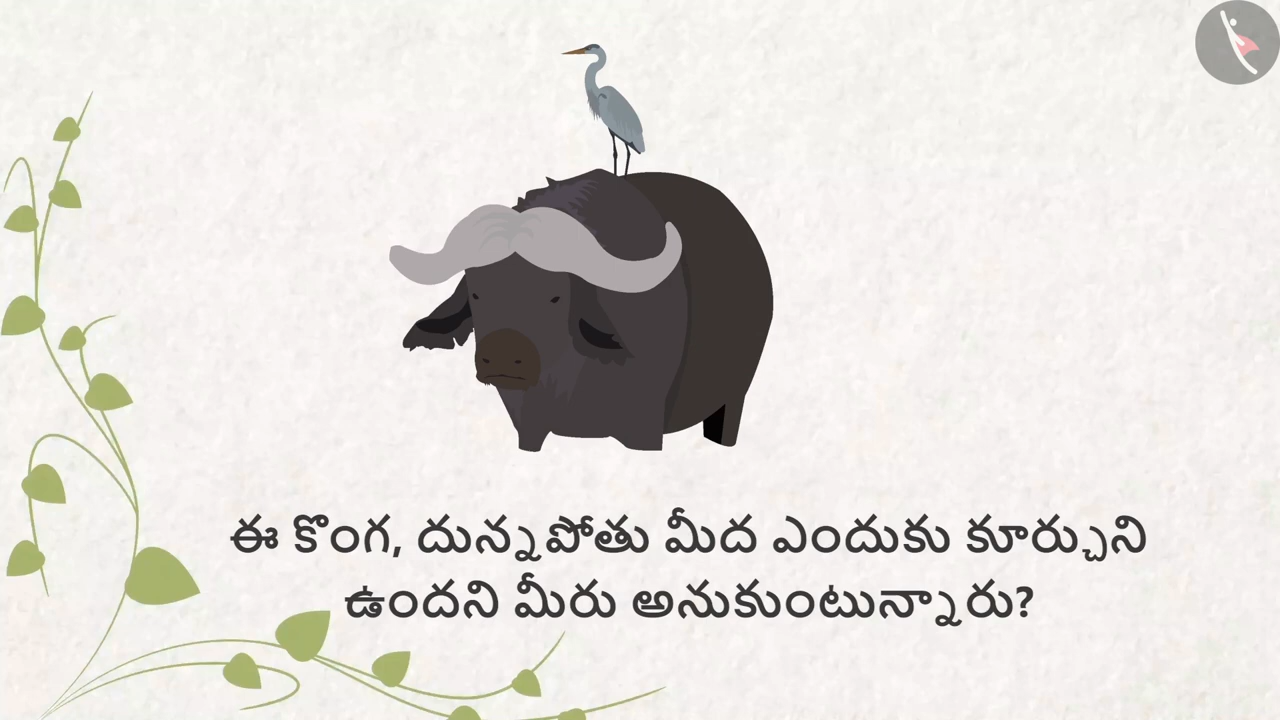 ఈ కొంగ, దున్నపోతు మీద ఎందుకు కూర్చుని
ఉందని మీరు అనుకుంటున్నారు?